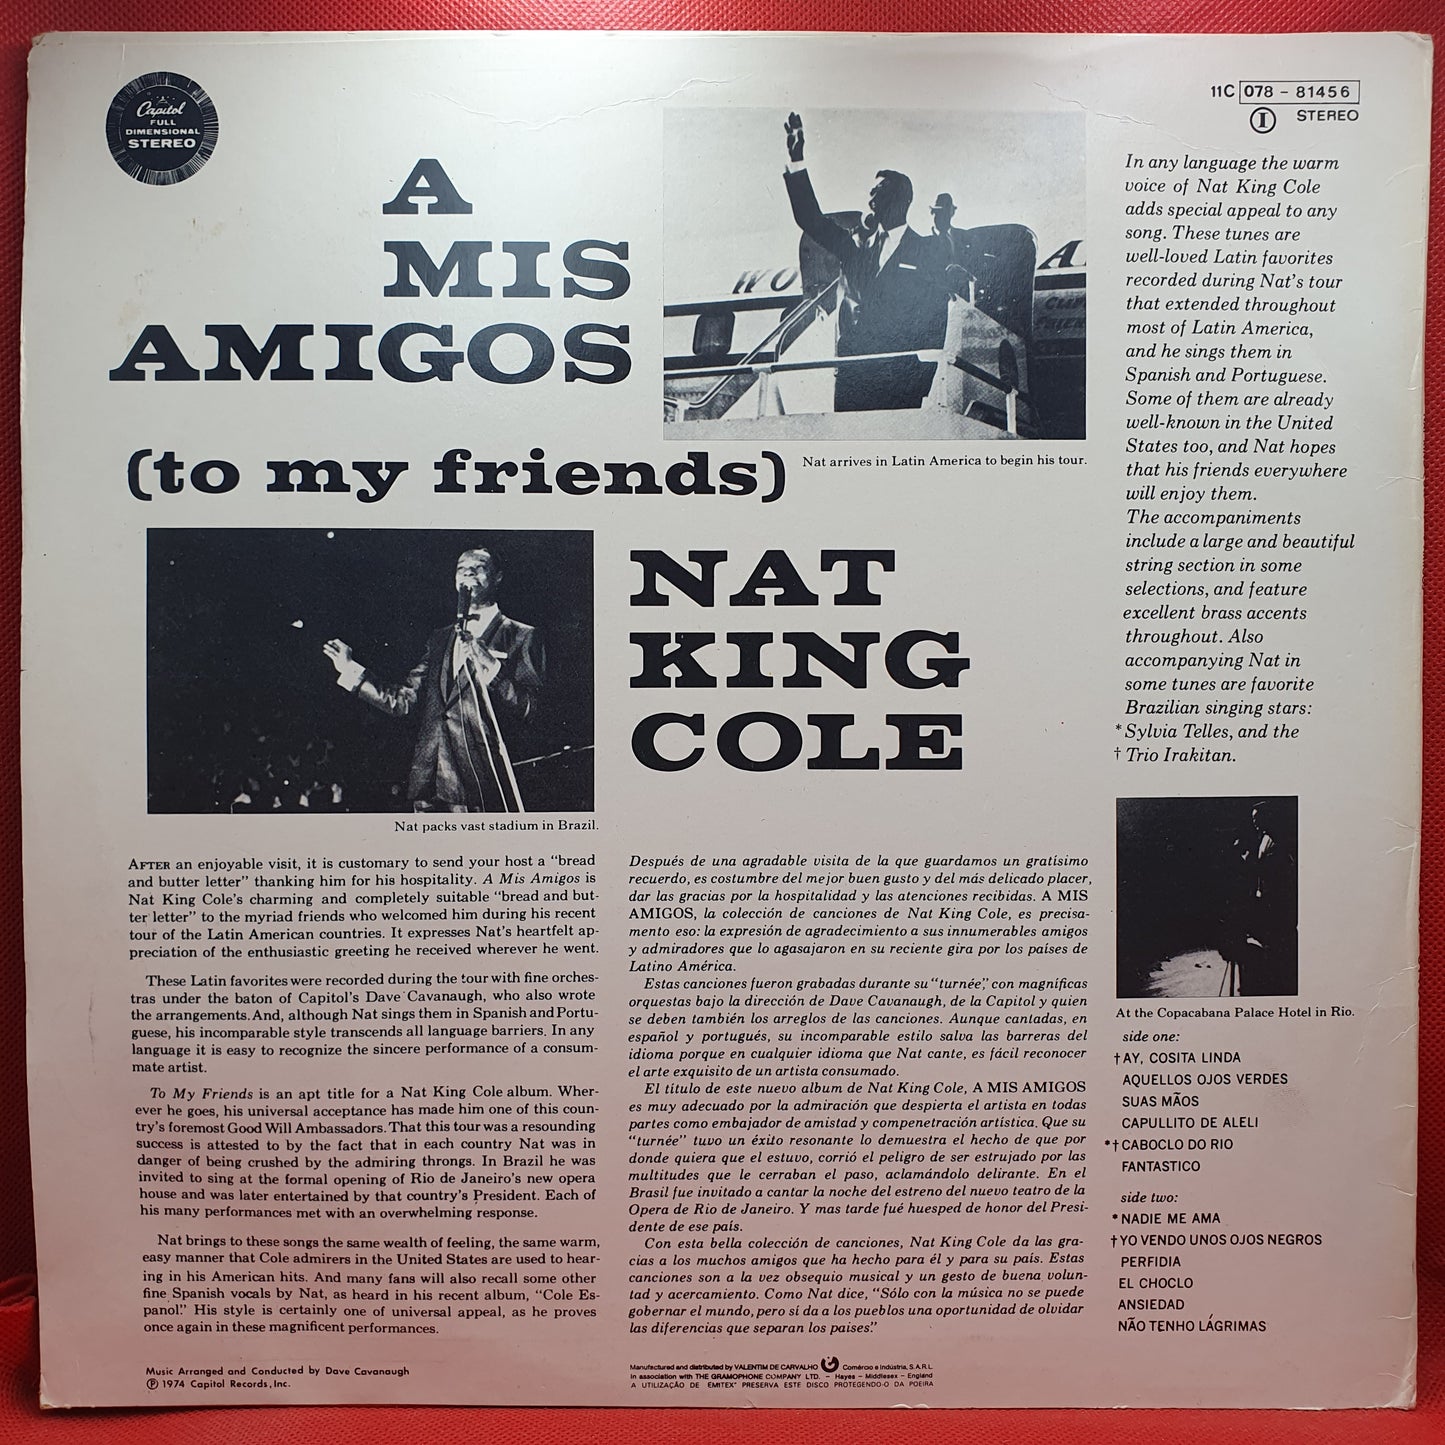 Capitol
FULL
DIMENSIONAL
STEREO
A
MIS
AMIGOS
(to my friends)
NAT
KING
COLE
11C 078 - 81456
I STEREO
WO
A
Nat arrives in Latin America to begin his tour.
Nat packs vast stadium in Brazil.
In any language the warm
voice of Nat King Cole
adds special appeal to any
song. These tunes are
well-loved Latin favorites
recorded during Nat's tour
that extended throughout
most of Latin America,
and he sings them in
Spanish and Portuguese.
Some of them are already
well-known in the United
States too, and Nat hopes
that his friends everywhere
will enjoy them.
The accompaniments
include a large and beautiful
string section in some
selections, and feature
excellent brass accents
throughout. Also
accompanying Nat in
some tunes are favorite
Brazilian singing stars:
*Sylvia Telles, and the
† Trio Irakitan.
AFTER an enjoyable visit, it is customary to send your host a "bread
and butter letter" thanking him for his hospitality. A Mis Amigos is
Nat King Cole's charming and completely suitable "bread and but-
ter letter" to the myriad friends who welcomed him during his recent
tour of the Latin American countries. It expresses Nat's heartfelt ap-
preciation of the enthusiastic greeting he received wherever he went.
These Latin favorites were recorded during the tour with fine orches-
tras under the baton of Capitol's Dave Cavanaugh, who also wrote
the arrangements. And, although Nat sings them in Spanish and Portu-
guese, his incomparable style transcends all language barriers. In any
language it is easy to recognize the sincere performance of a consum-
mate artist.
To My Friends is an apt title for a Nat King Cole album. Wher-
ever he goes, his universal acceptance has made him one of this coun-
try's foremost Good Will Ambassadors. That this tour was a resounding
success is attested to by the fact that in each country Nat was in
danger of being crushed by the admiring throngs. In Brazil he was
invited to sing at the formal opening of Rio de Janeiro's new opera
house and was later entertained by that country's President. Each of
his many performances met with an overwhelming response.
Nat brings to these songs the same wealth of feeling, the same warm,
easy manner that Cole admirers in the United States are used to hear-
ing in his American hits. And many fans will also recall some other
fine Spanish vocals by Nat, as heard in his recent album, "Cole Es-
panol." His style is certainly one of universal appeal, as he proves
once again in these magnificent performances.
Music Arranged and Conducted by Dave Cavanaugh
Ⓟ 1974 Capitol Records, Inc.
Después de una agradable visita de la que guardamos un gratísimo
recuerdo, es costumbre del mejor buen gusto y del más delicado placer,
dar las gracias por la hospitalidad y las atenciones recibidas. A MIS
AMIGOS, la colección de canciones de Nat King Cole, es precisa-
mento eso: la expresión de agradecimiento a sus innumerables amigos
y admiradores que lo agasajaron en su reciente gira por los países de
Latino América.
Estas canciones fueron grabadas durante su "turnée," con magníficas
orquestas bajo la dirección de Dave Cavanaugh, de la Capitol y quien
se deben también los arreglos de las canciones. Aunque cantadas, en
español y portugués, su incomparable estilo salva las barreras del
idioma porque en cualquier idioma que Nat cante, es fácil reconocer
el arte exquisito de un artista consumado.
El título de este nuevo album de Nat King Cole, A MIS AMIGOS
es muy adecuado por la admiración que despierta el artista en todas
partes como embajador de amistad y compenetración artística. Que su
"turnée" tuvo un éxito resonante lo demuestra el hecho de que por
donde quiera que el estuvo, corrió el peligro de ser estrujado por las
multitudes que le cerraban el paso, aclamándolo delirante. En el
Brasil fue invitado a cantar la noche del estreno del nuevo teatro de la
Opera de Rio de Janeiro. Y mas tarde fué huesped de honor del Presi-
dente de ese país.
Con esta bella colección de canciones, Nat King Cole da las gra-
cias a los muchos amigos que ha hecho para él y para su país. Estas
canciones son a la vez obsequio musical y un gesto de buena volun-
tad y acercamiento. Como Nat dice, "Sólo con la música no se puede
gobernar el mundo, pero sí da a los pueblos una oportunidad de olvidar
las diferencias que separan los paises."
Manufactured and distributed by VALENTIM DE CARVALHO Comércio e Indústria, S.A.R.L.
In association with THE GRAMOPHONE COMPANY LTD. – Hayes – Middlesex – England
A UTILIZAÇÃO DE EMITEX* PRESERVA ESTE DISCO PROTEGENDO-O DA POEIRA
At the Copacabana Palace Hotel in Rio.
side one:
†AY, COSITA LINDA
AQUELLOS OJOS VERDES
SUAS MÃOS
CAPULLITO DE ALELI
*†CABOCLO DO RIO
FANTASTICO
side two:
*NADIE ME AMA
†YO VENDO UNOS OJOS NEGROS
PERFIDIA
EL CHOCLO
ANSIEDAD
NÃO TENHO LÁGRIMAS